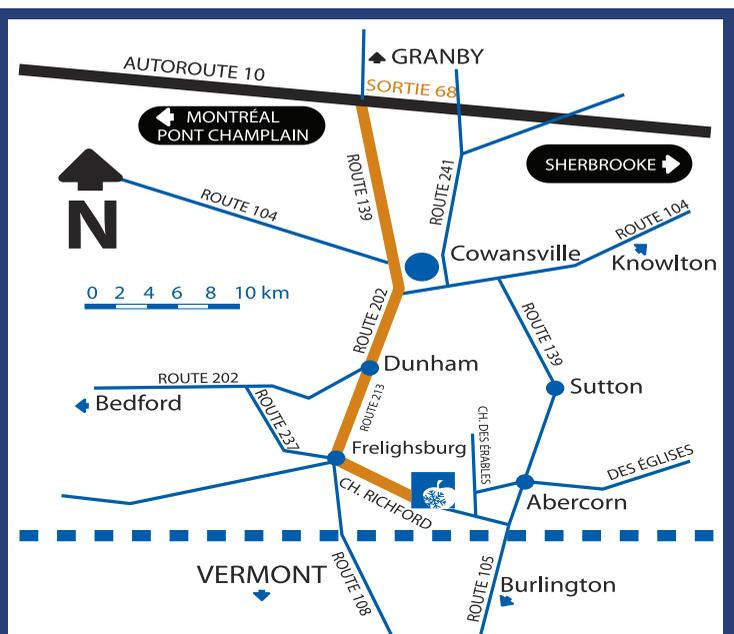 GRANBY
AUTOROUTE 10
SORTIE 68
MONTRÉAL
PONT CHAMPLAIN
SHERBROOKE
ROUTE 139
ROUTE 241
ROUTE 104
N
ROUTE 104
Cowansville
Knowlton
0 2 4 6 8 10 km
ROUTE 202
ROUTE 139
Dunham
ROUTE 202
Sutton
Bedford
ROUTE 213
ROUTE 237
CH. DES ÉRABLES
Frelighsburg
DES ÉGLISES
CH. RICHFORD
Abercorn
VERMONT
ROUTE 108
ROUTE 105
Burlington